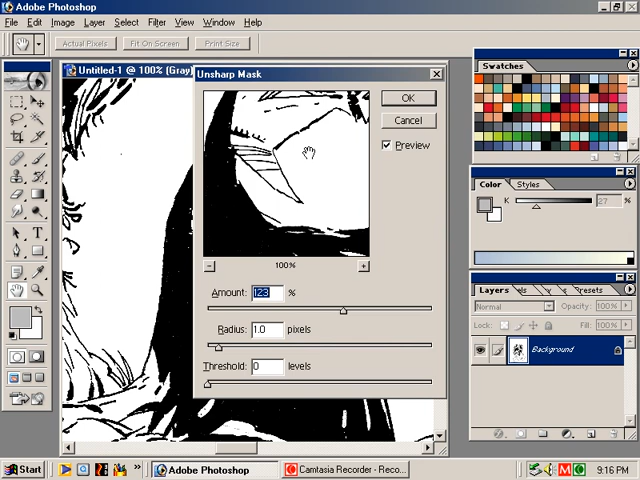 Adobe Photoshop
File Edit Image Layer Select Filter View Window Help
Actual Pixels Fit On Screen Print Size
Untitled-1 @ 100% (Gray)
Unsharp Mask
OK
Cancel
Preview
100%
Amount: 123 %
Radius: 1.0 pixels
Threshold: 0 levels
Swatches
Color Styles
K 27 %
Layers els resets
Normal Opacity: 100%
Lock: Fill: 100%
Background
Start Adobe Photoshop Camtasia Recorder - Reco... 9:16 PM